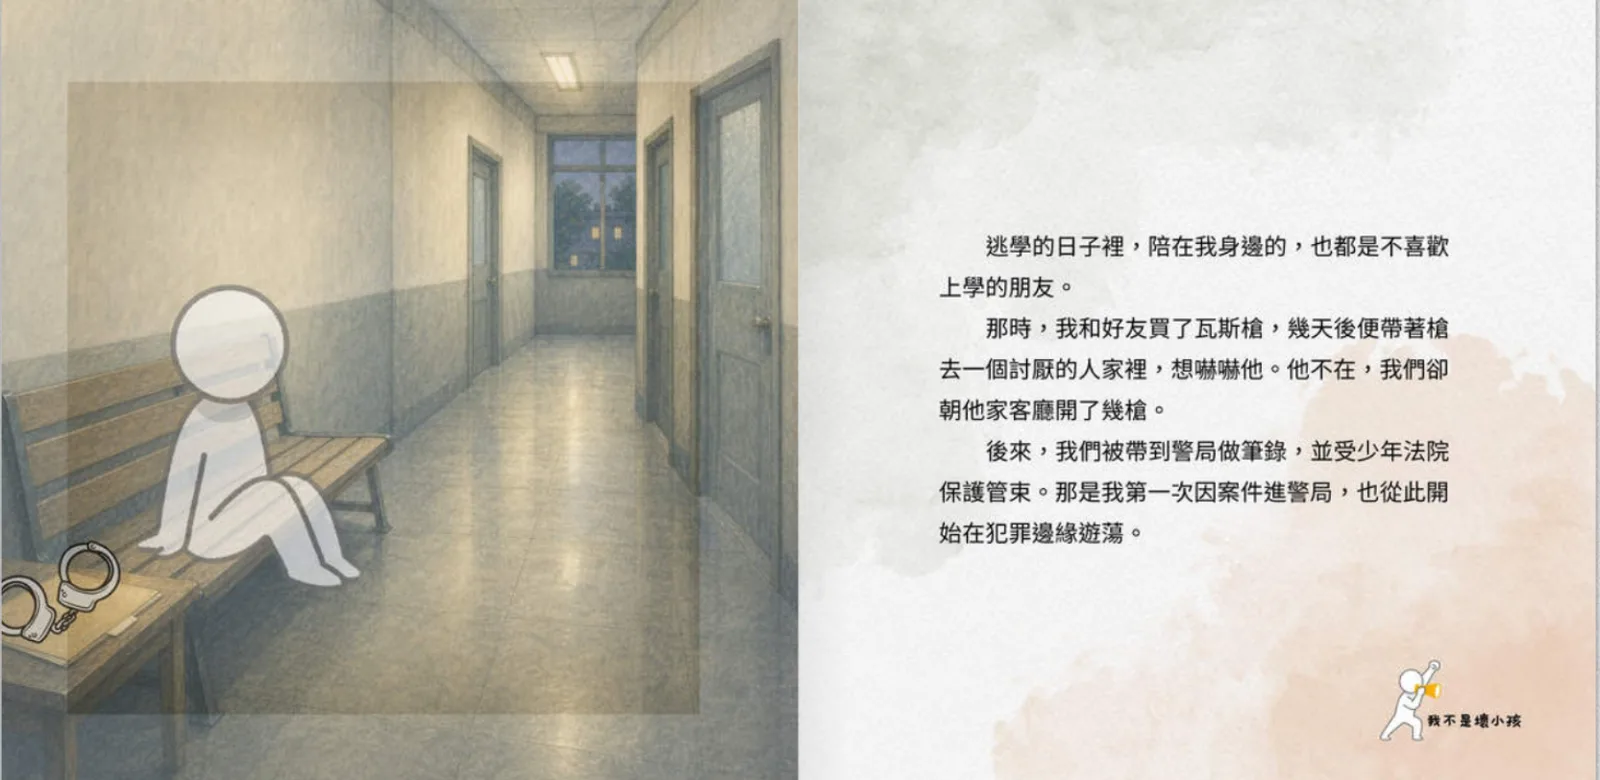 逃學的日子裡，陪在我身邊的，也都是不喜歡
上學的朋友。
那時，我和好友買了瓦斯槍，幾天後便帶著槍
去一個討厭的人家裡，想嚇嚇他。他不在，我們卻
朝他家客廳開了幾槍。
後來，我們被帶到警局做筆錄，並受少年法院
保護管束。那是我第一次因案件進警局，也從此開
始在犯罪邊緣遊蕩。
我不是壞小孩